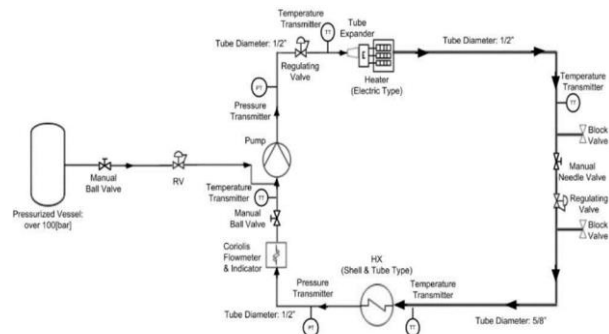 Temperature
Transmitter
Tube
Expander
TT
Tube Diameter: 1/2"
Tube Diameter: 1/2"
Regulating
Valve
Heater
(Electric Type)
Temperature
Transmitter
TT
PT
Pressure
Transmitter
Block
Valve
Pump
Manual
Needle Valve
Manual
Ball Valve
RV
Temperature
Transmitter
TT
Regulating
Valve
Manual
Ball Valve
Block
Valve
Pressurized Vessel:
over 100[bar]
Coriolis
Flowmeter
& Indicator
HX
(Shell & Tube Type)
Pressure
Transmitter
Temperature
Transmitter
Tube Diameter: 1/2"
PT
TT
Tube Diameter: 5/8"